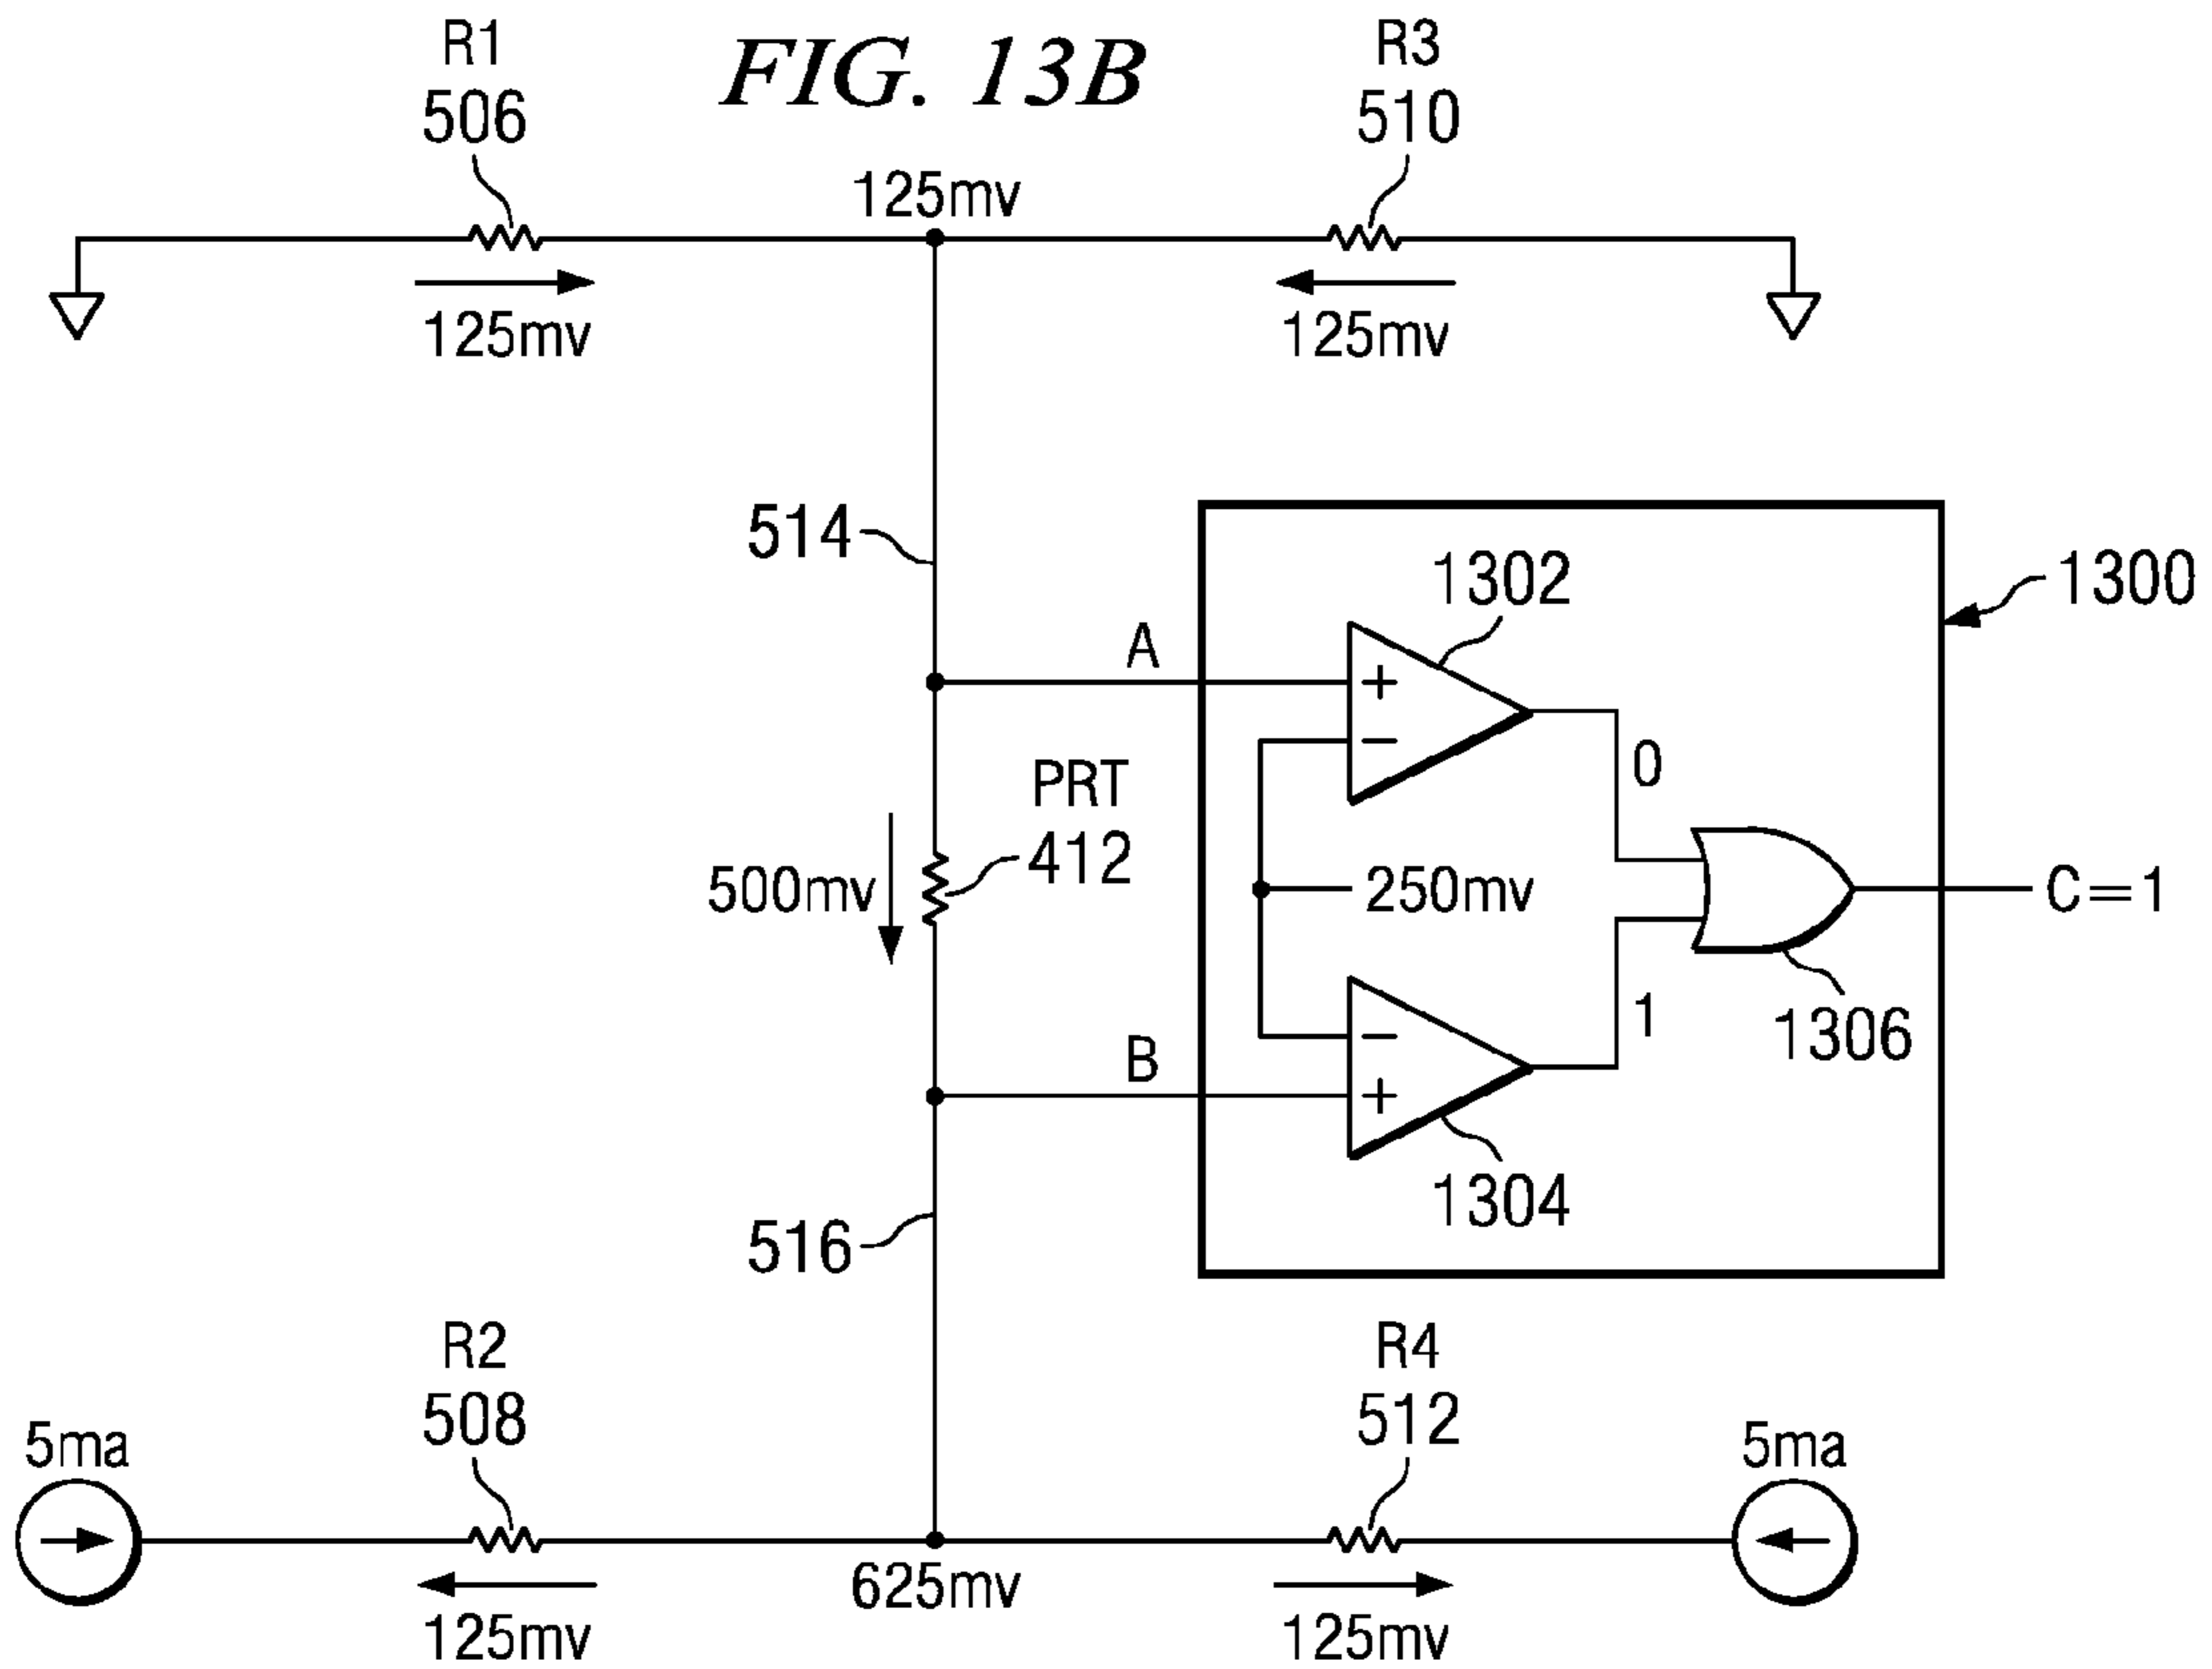 FIG. 13B
R1
506
R3
510
125mv
125mv
125mv
514
1302
1300
A
+
−
0
PRT
412
500mv
250mv
C=1
1
1306
B
−
+
1304
516
R2
508
R4
512
5ma
5ma
625mv
125mv
125mv